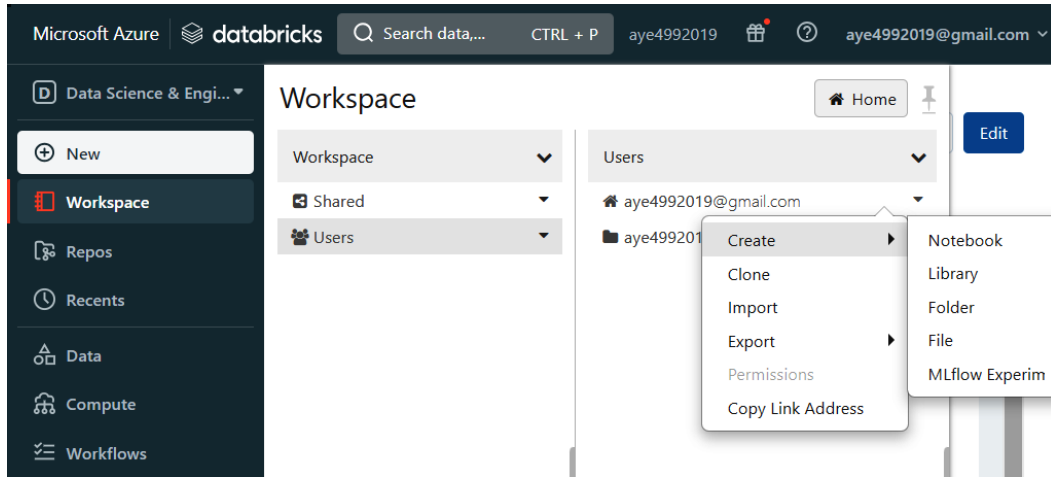 Microsoft Azure databricks Search data,... CTRL + P aye4992019 aye4992019@gmail.com
D Data Science & Engi...
Workspace
Home
Edit
New
Workspace
Users
Workspace
Shared
aye4992019@gmail.com
Users
aye499201
Repos
Recents
Data
Compute
Workflows
Create
Clone
Import
Export
Permissions
Copy Link Address
Notebook
Library
Folder
File
MLflow Experim